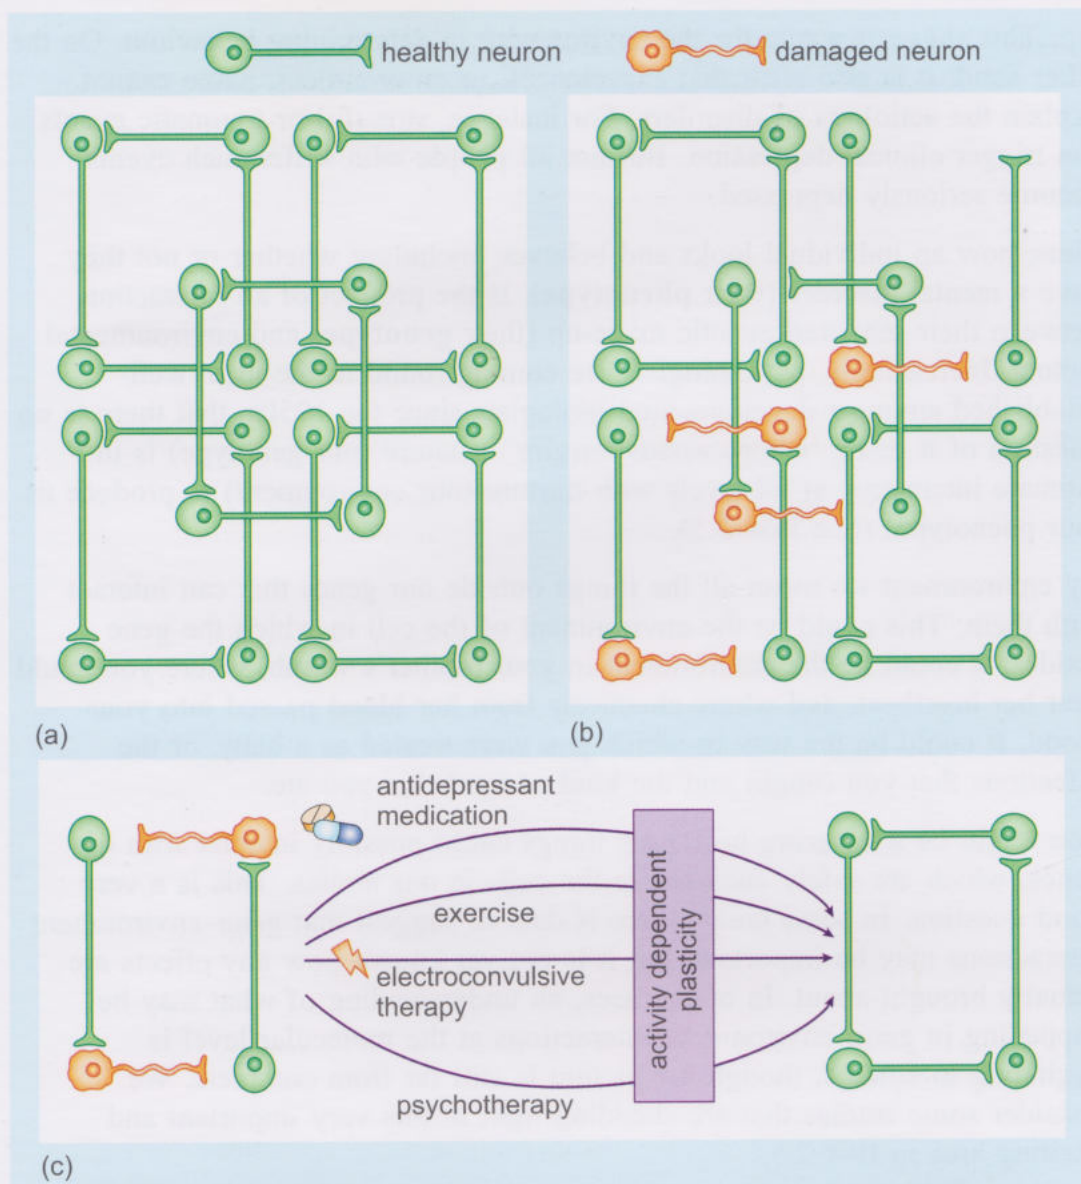 healthy neuron
damaged neuron
(a)
(b)
antidepressant
medication
exercise
electroconvulsive
therapy
psychotherapy
activity dependent
plasticity
(c)